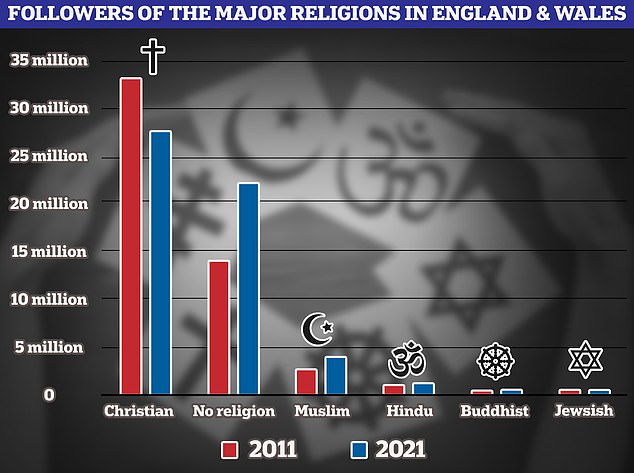 FOLLOWERS OF THE MAJOR RELIGIONS IN ENGLAND & WALES
35 million
30 million
25 million
20 million
15 million
10 million
5 million
0
Christian No religion Muslim Hindu Buddhist Jewsish
2011 2021